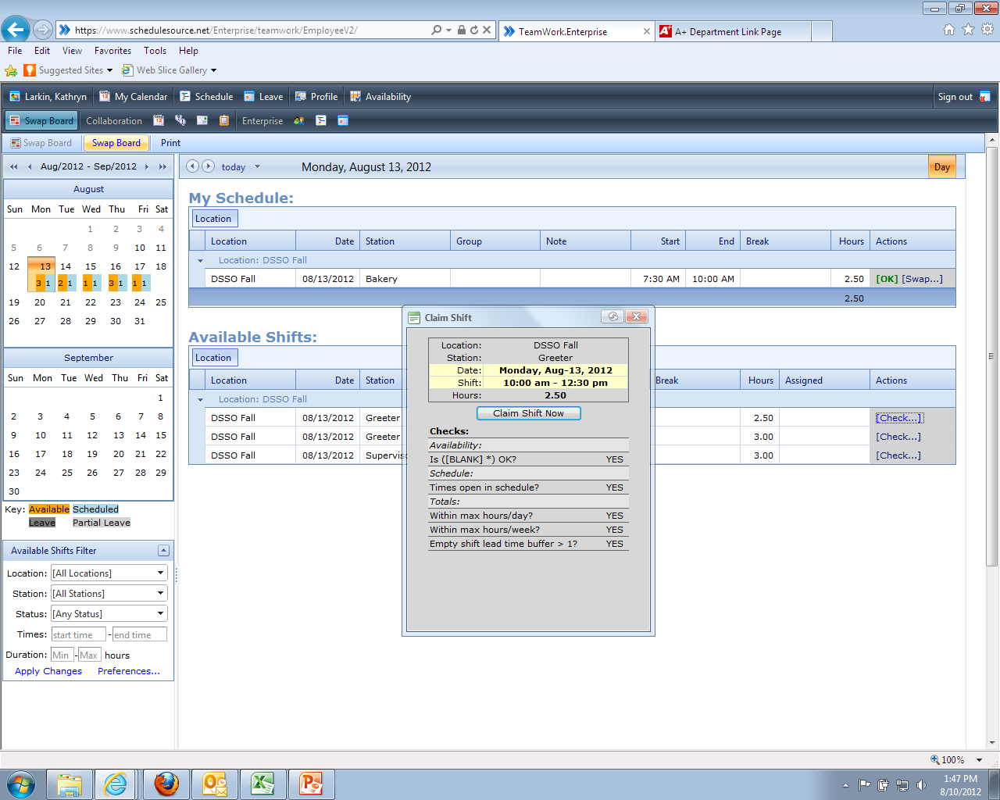 https://www.schedulesource.net/Enterprise/teamwork/EmployeeV2/
TeamWork.Enterprise
A+ Department Link Page
File Edit View Favorites Tools Help
Suggested Sites Web Slice Gallery
Larkin, Kathryn My Calendar Schedule Leave Profile Availability Sign out
Swap Board Collaboration Enterprise
Swap Board Swap Board Print
Aug/2012 - Sep/2012
today Monday, August 13, 2012 Day
August
Sun Mon Tue Wed Thu Fri Sat
1 2 3 4
5 6 7 8 9 10 11
12 13 14 15 16 17 18
3 1 2 1 1 1 3 1 1 1
19 20 21 22 23 24 25
26 27 28 29 30 31
September
Sun Mon Tue Wed Thu Fri Sat
1
2 3 4 5 6 7 8
9 10 11 12 13 14 15
16 17 18 19 20 21 22
23 24 25 26 27 28 29
30
Key: Available Scheduled
Leave Partial Leave
Available Shifts Filter
Location: [All Locations]
Station: [All Stations]
Status: [Any Status]
Times: start time - end time
Duration: Min - Max hours
Apply Changes Preferences...
My Schedule:
Location
Location Date Station Group Note Start End Break Hours Actions
Location: DSSO Fall
DSSO Fall 08/13/2012 Bakery 7:30 AM 10:00 AM 2.50 [OK] [Swap...]
2.50
Available Shifts:
Location
Location Date Station Break Hours Assigned Actions
Location: DSSO Fall
DSSO Fall 08/13/2012 Greeter 2.50 [Check...]
DSSO Fall 08/13/2012 Greeter 3.00 [Check...]
DSSO Fall 08/13/2012 Supervisc 3.00 [Check...]
Claim Shift
Location: DSSO Fall
Station: Greeter
Date: Monday, Aug-13, 2012
Shift: 10:00 am - 12:30 pm
Hours: 2.50
Claim Shift Now
Checks:
Availability:
Is ([BLANK] *) OK? YES
Schedule:
Times open in schedule? YES
Totals:
Within max hours/day? YES
Within max hours/week? YES
Empty shift lead time buffer > 1? YES
100%
1:47 PM
8/10/2012